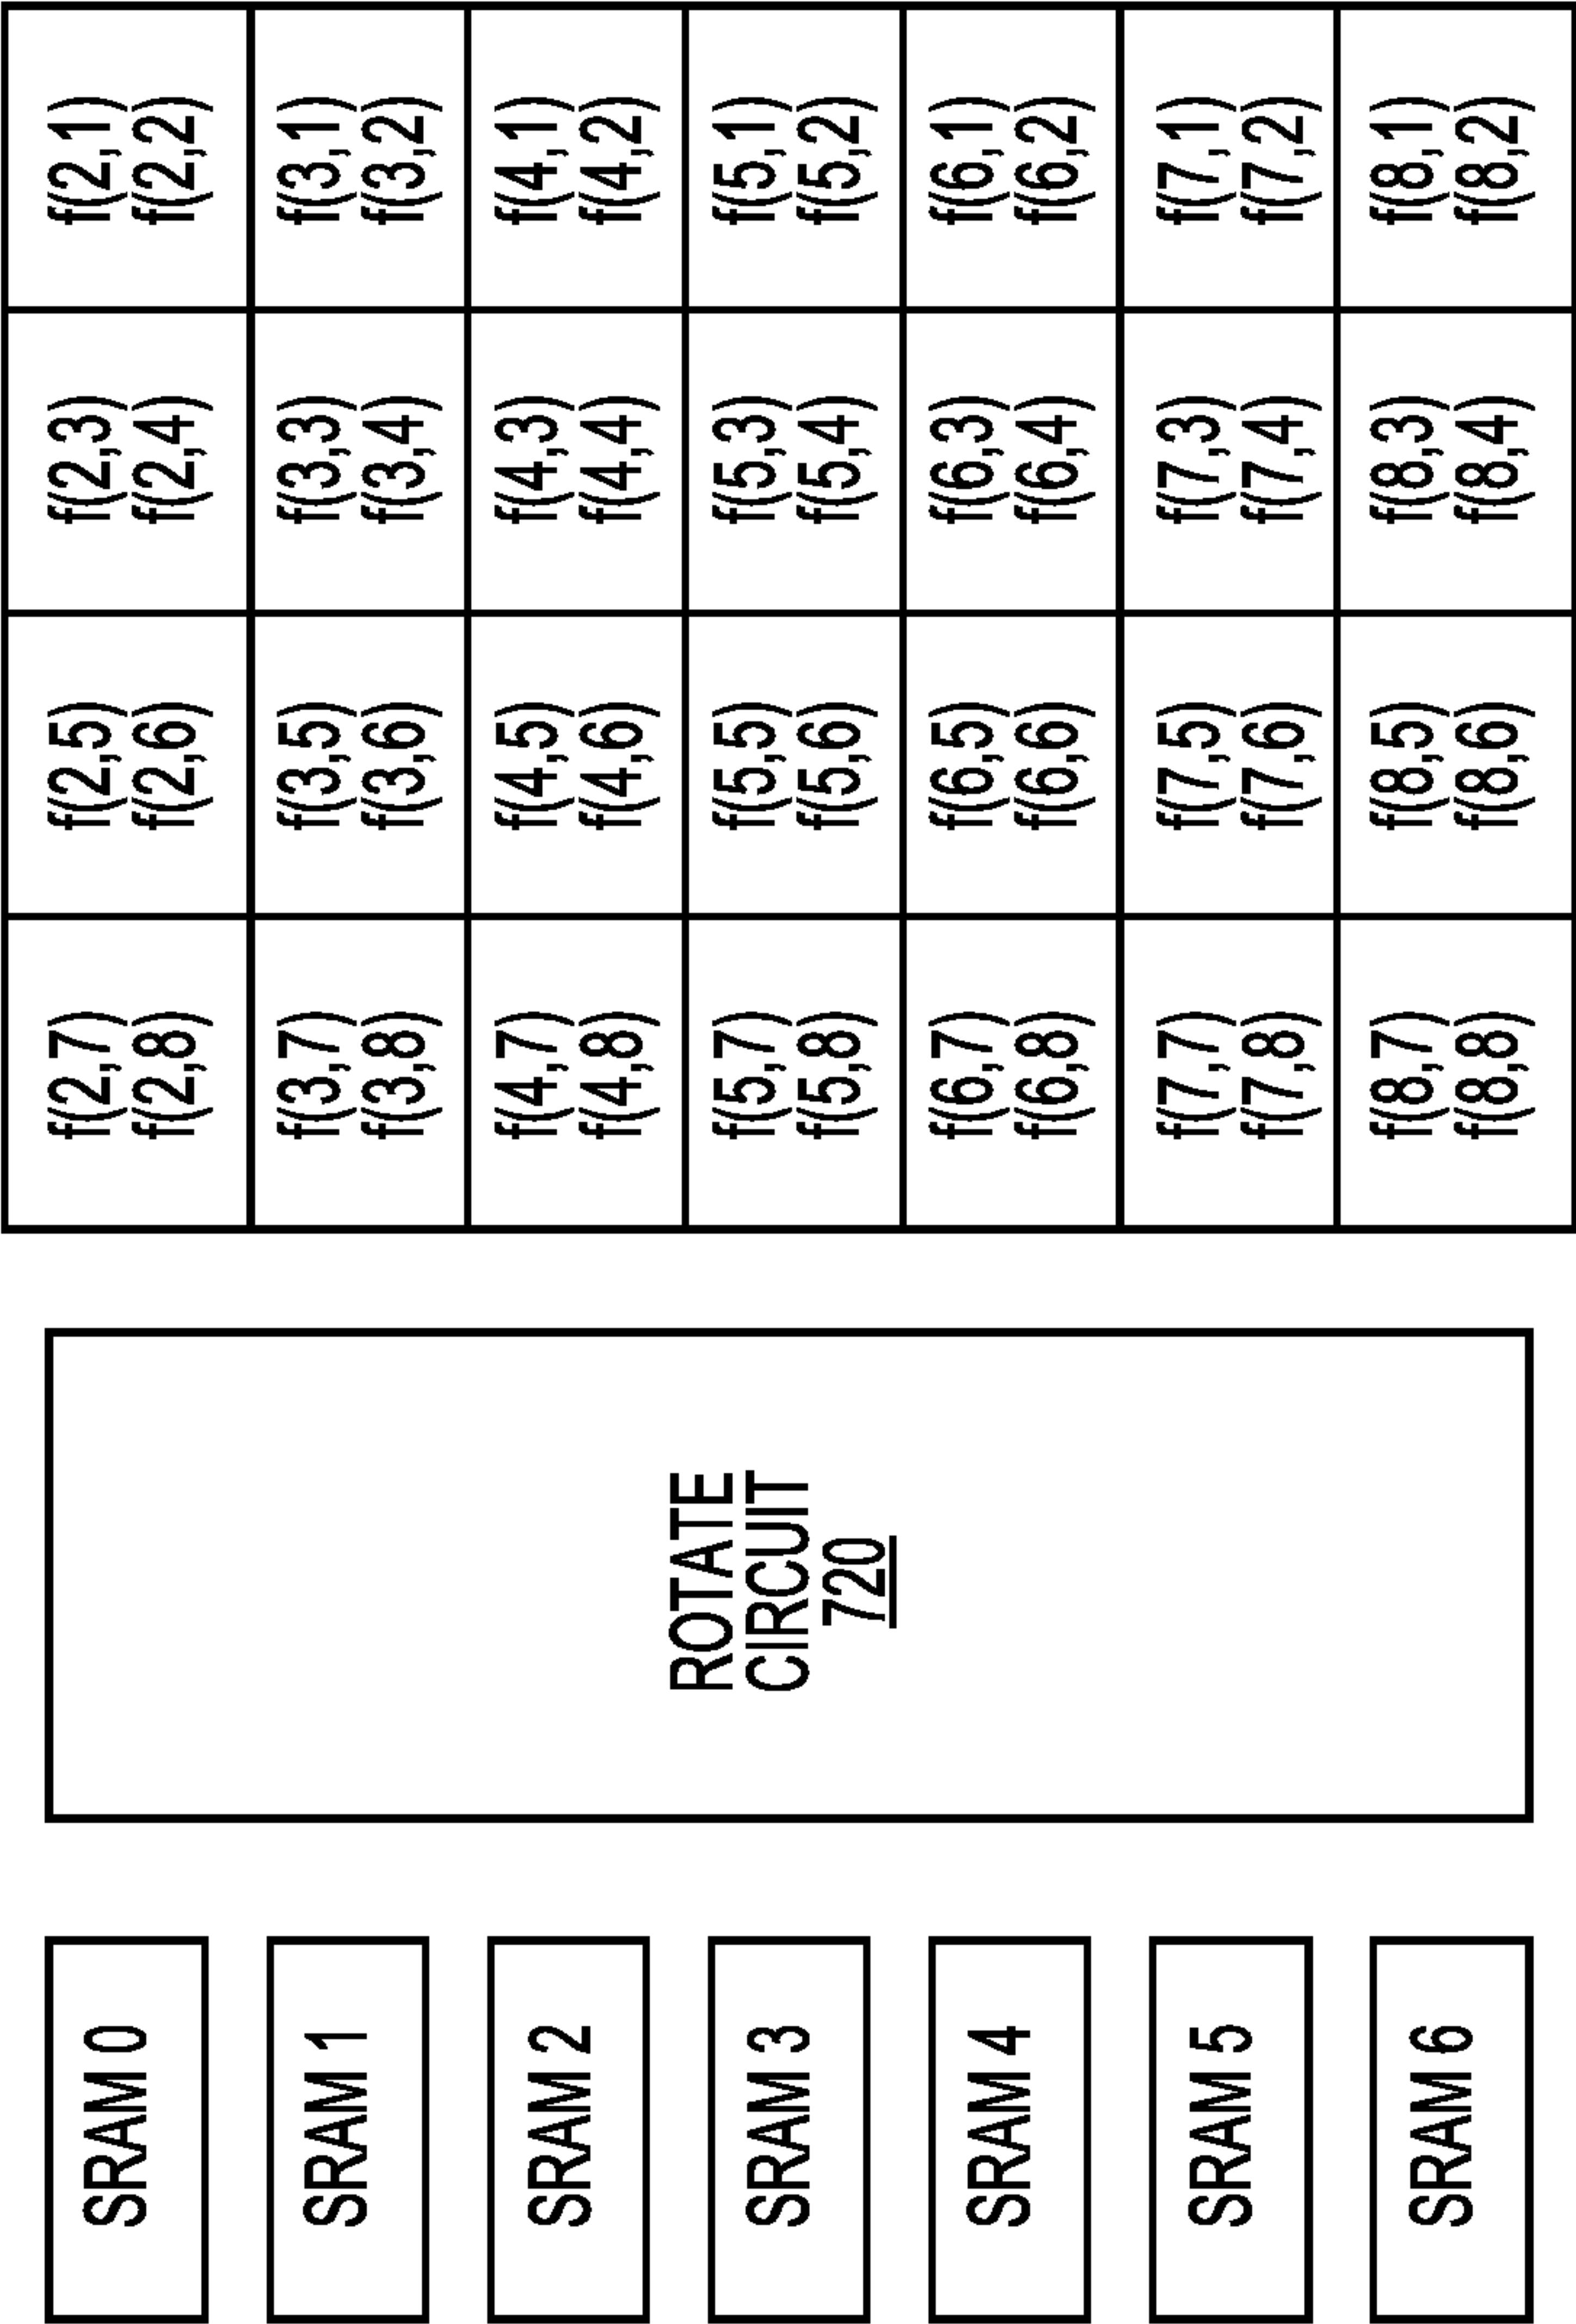 SRAM 0
SRAM 1
SRAM 2
SRAM 3
SRAM 4
SRAM 5
SRAM 6
ROTATE
CIRCUIT
720
f(2,7) f(2,5) f(2,3) f(2,1)
f(2,8) f(2,6) f(2,4) f(2,2)
f(3,7) f(3,5) f(3,3) f(3,1)
f(3,8) f(3,6) f(3,4) f(3,2)
f(4,7) f(4,5) f(4,3) f(4,1)
f(4,8) f(4,6) f(4,4) f(4,2)
f(5,7) f(5,5) f(5,3) f(5,1)
f(5,8) f(5,6) f(5,4) f(5,2)
f(6,7) f(6,5) f(6,3) f(6,1)
f(6,8) f(6,6) f(6,4) f(6,2)
f(7,7) f(7,5) f(7,3) f(7,1)
f(7,8) f(7,6) f(7,4) f(7,2)
f(8,7) f(8,5) f(8,3) f(8,1)
f(8,8) f(8,6) f(8,4) f(8,2)